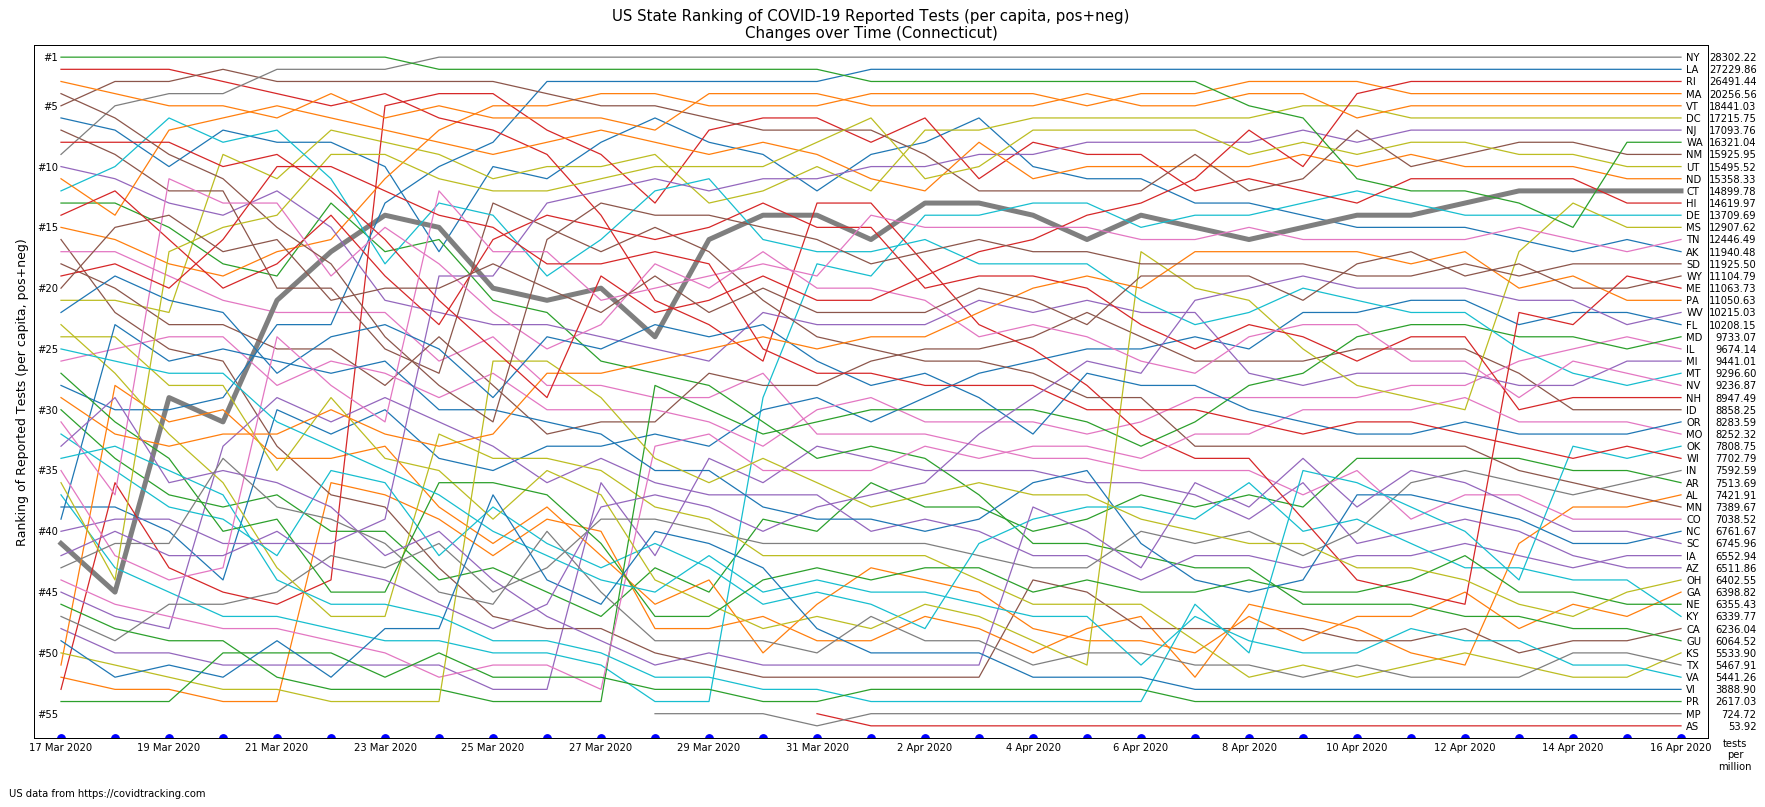 US State Ranking of COVID-19 Reported Tests (per capita, pos+neg)
Changes over Time (Connecticut)
Ranking of Reported Tests (per capita, pos+neg)
#1
#5
#10
#15
#20
#25
#30
#35
#40
#45
#50
#55
NY 28302.22
LA 27229.86
RI 26491.44
MA 20256.56
VT 18441.03
DC 17215.75
NJ 17093.76
WA 16321.04
NM 15925.95
UT 15495.52
ND 15358.33
CT 14899.78
HI 14619.97
DE 13709.69
MS 12907.62
TN 12446.49
AK 11940.48
SD 11925.50
WY 11104.79
ME 11063.73
PA 11050.63
WV 10215.03
FL 10208.15
MD 9733.07
IL 9674.14
MI 9441.01
MT 9296.60
NV 9236.87
NH 8947.49
ID 8858.25
OR 8283.59
MO 8252.32
OK 7808.75
WI 7702.79
IN 7592.59
AR 7513.69
AL 7421.91
MN 7389.67
CO 7038.52
NC 6761.67
SC 6745.96
IA 6552.94
AZ 6511.86
OH 6402.55
GA 6398.82
NE 6355.43
KY 6339.77
CA 6236.04
GU 6064.52
KS 5533.90
TX 5467.91
VA 5441.26
VI 3888.90
PR 2617.03
MP 724.72
AS 53.92
17 Mar 2020 19 Mar 2020 21 Mar 2020 23 Mar 2020 25 Mar 2020 27 Mar 2020 29 Mar 2020 31 Mar 2020 2 Apr 2020 4 Apr 2020 6 Apr 2020 8 Apr 2020 10 Apr 2020 12 Apr 2020 14 Apr 2020 16 Apr 2020
tests
per
million
US data from https://covidtracking.com